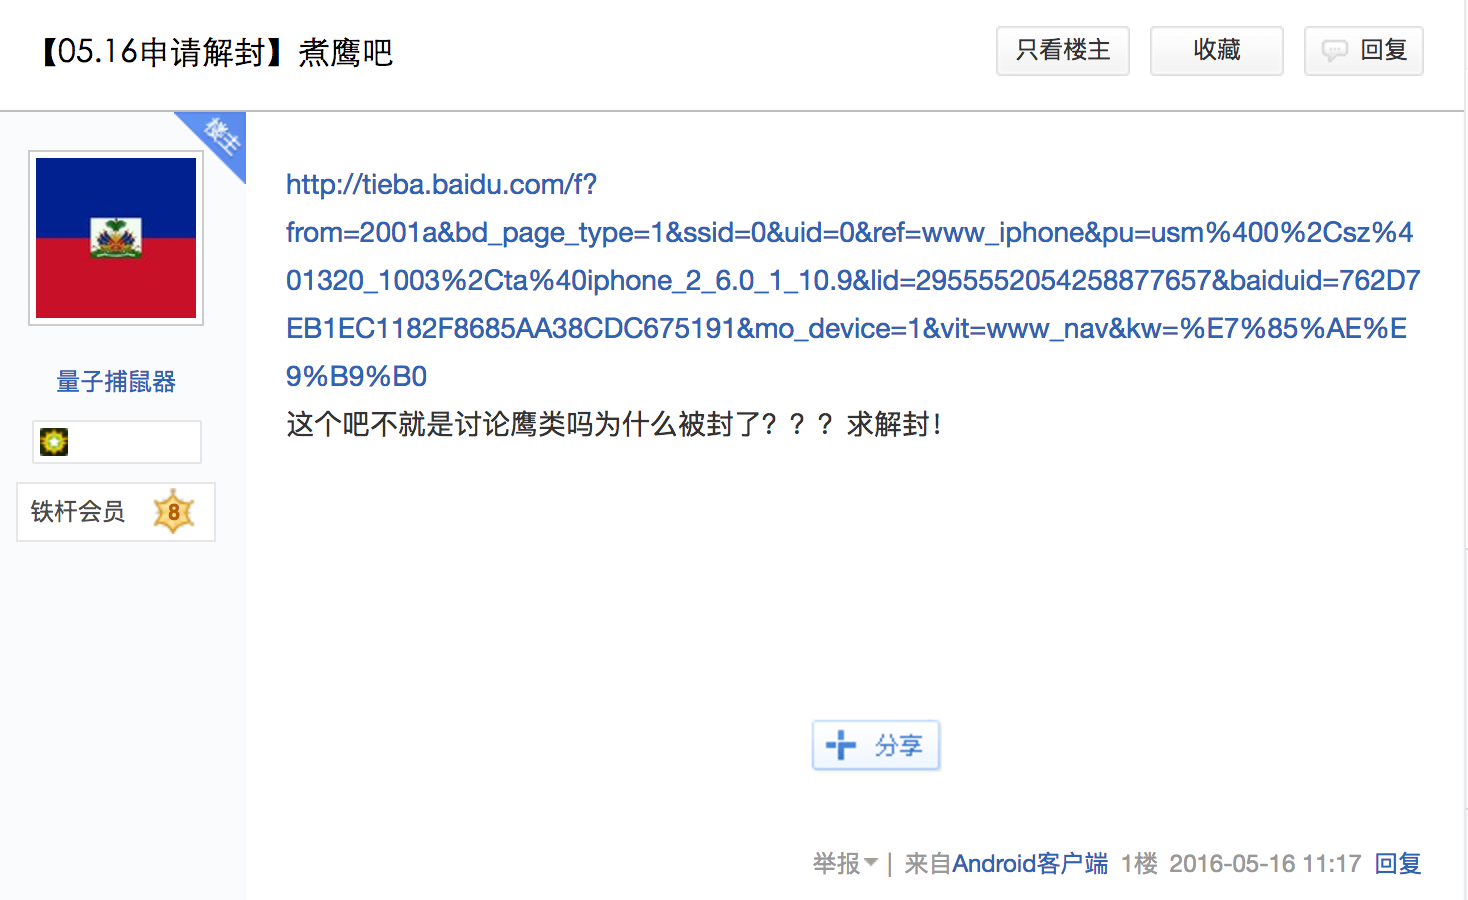 【05.16申请解封】煮鹰吧
只看楼主
收藏
回复
楼主
http://tieba.baidu.com/f?
from=2001a&bd_page_type=1&ssid=0&uid=0&ref=www_iphone&pu=usm%400%2Csz%4
01320_1003%2Cta%40iphone_2_6.0_1_10.9&lid=2955552054258877657&baiduid=762D7
EB1EC1182F8685AA38CDC675191&mo_device=1&vit=www_nav&kw=%E7%85%AE%E
9%B9%B0
这个吧不就是讨论鹰类吗为什么被封了？？？求解封！
量子捕鼠器
铁杆会员 8
分享
举报 | 来自Android客户端 1楼 2016-05-16 11:17 回复